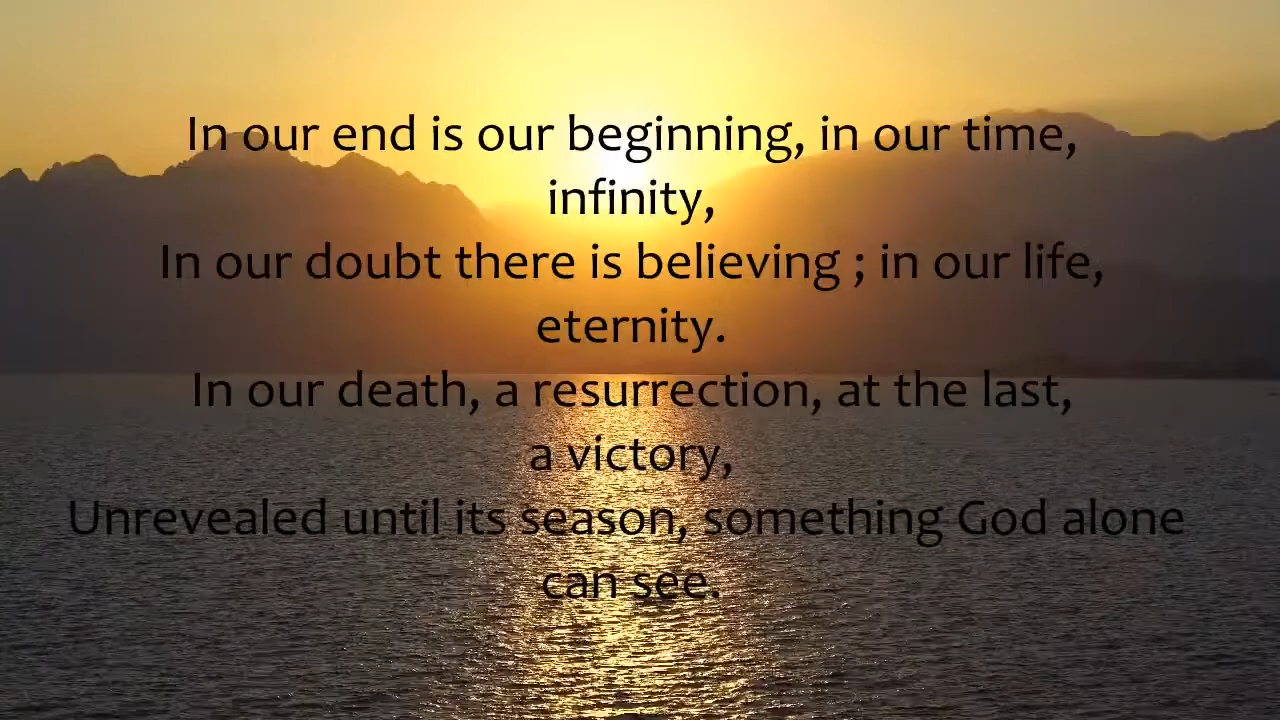 In our end is our beginning, in our time,
infinity,
In our doubt there is believing ; in our life,
eternity.
In our death, a resurrection, at the last,
a victory,
Unrevealed until its season, something God alone
can see.